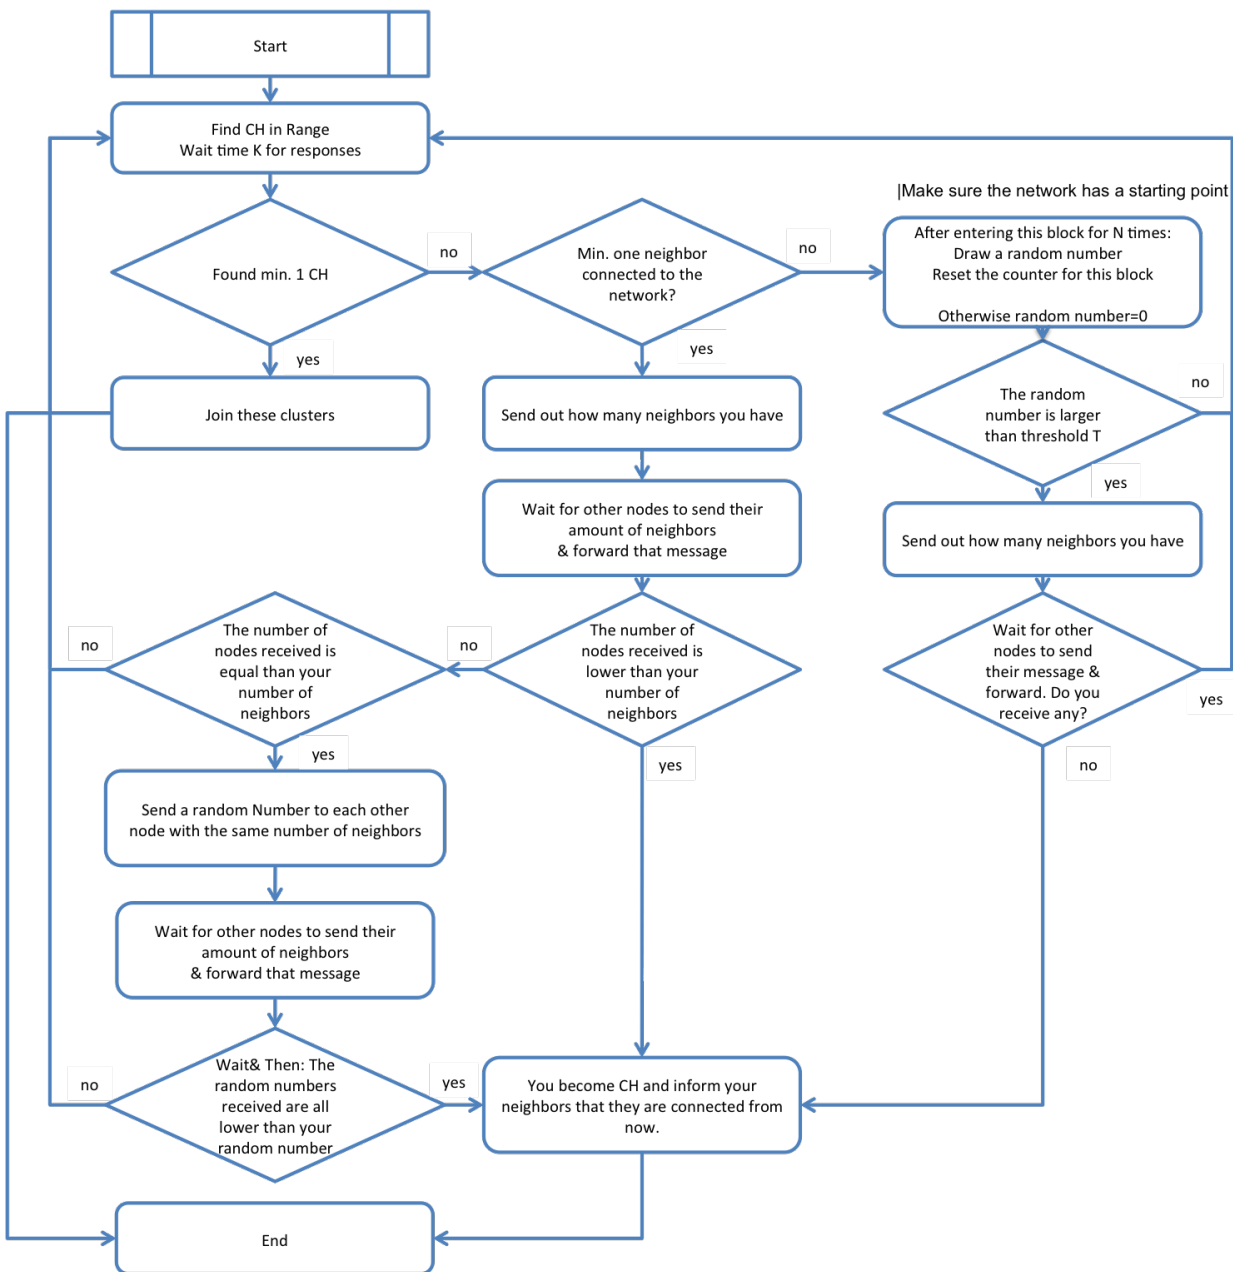 Start
Find CH in Range
Wait time K for responses
|Make sure the network has a starting point
Found min. 1 CH
no
Min. one neighbor
connected to the
network?
no
After entering this block for N times:
Draw a random number
Reset the counter for this block
Otherwise random number=0
yes
yes
Join these clusters
Send out how many neighbors you have
The random
number is larger
than threshold T
no
yes
Wait for other nodes to send their
amount of neighbors
& forward that message
Send out how many neighbors you have
no
The number of
nodes received is
equal than your
number of
neighbors
no
The number of
nodes received is
lower than your
number of
neighbors
Wait for other
nodes to send
their message &
forward. Do you
receive any?
yes
yes
yes
no
Send a random Number to each other
node with the same number of neighbors
Wait for other nodes to send their
amount of neighbors
& forward that message
no
Wait& Then: The
random numbers
received are all
lower than your
random number
yes
You become CH and inform your
neighbors that they are connected from
now.
End